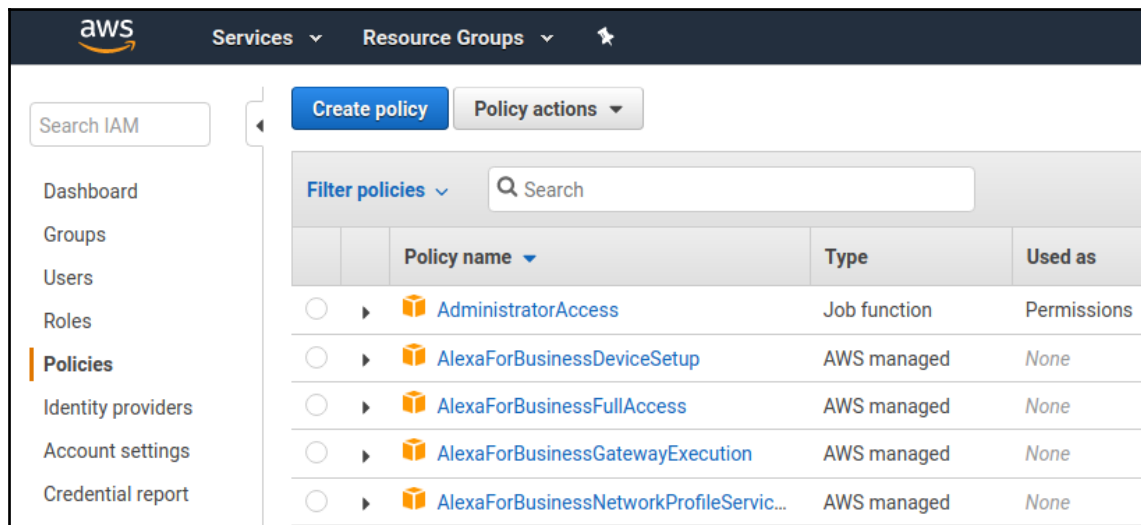 aws Services Resource Groups
Search IAM
Create policy Policy actions
Dashboard
Groups
Users
Roles
Policies
Identity providers
Account settings
Credential report
Filter policies Search
Policy name Type Used as
AdministratorAccess Job function Permissions
AlexaForBusinessDeviceSetup AWS managed None
AlexaForBusinessFullAccess AWS managed None
AlexaForBusinessGatewayExecution AWS managed None
AlexaForBusinessNetworkProfileServic... AWS managed None